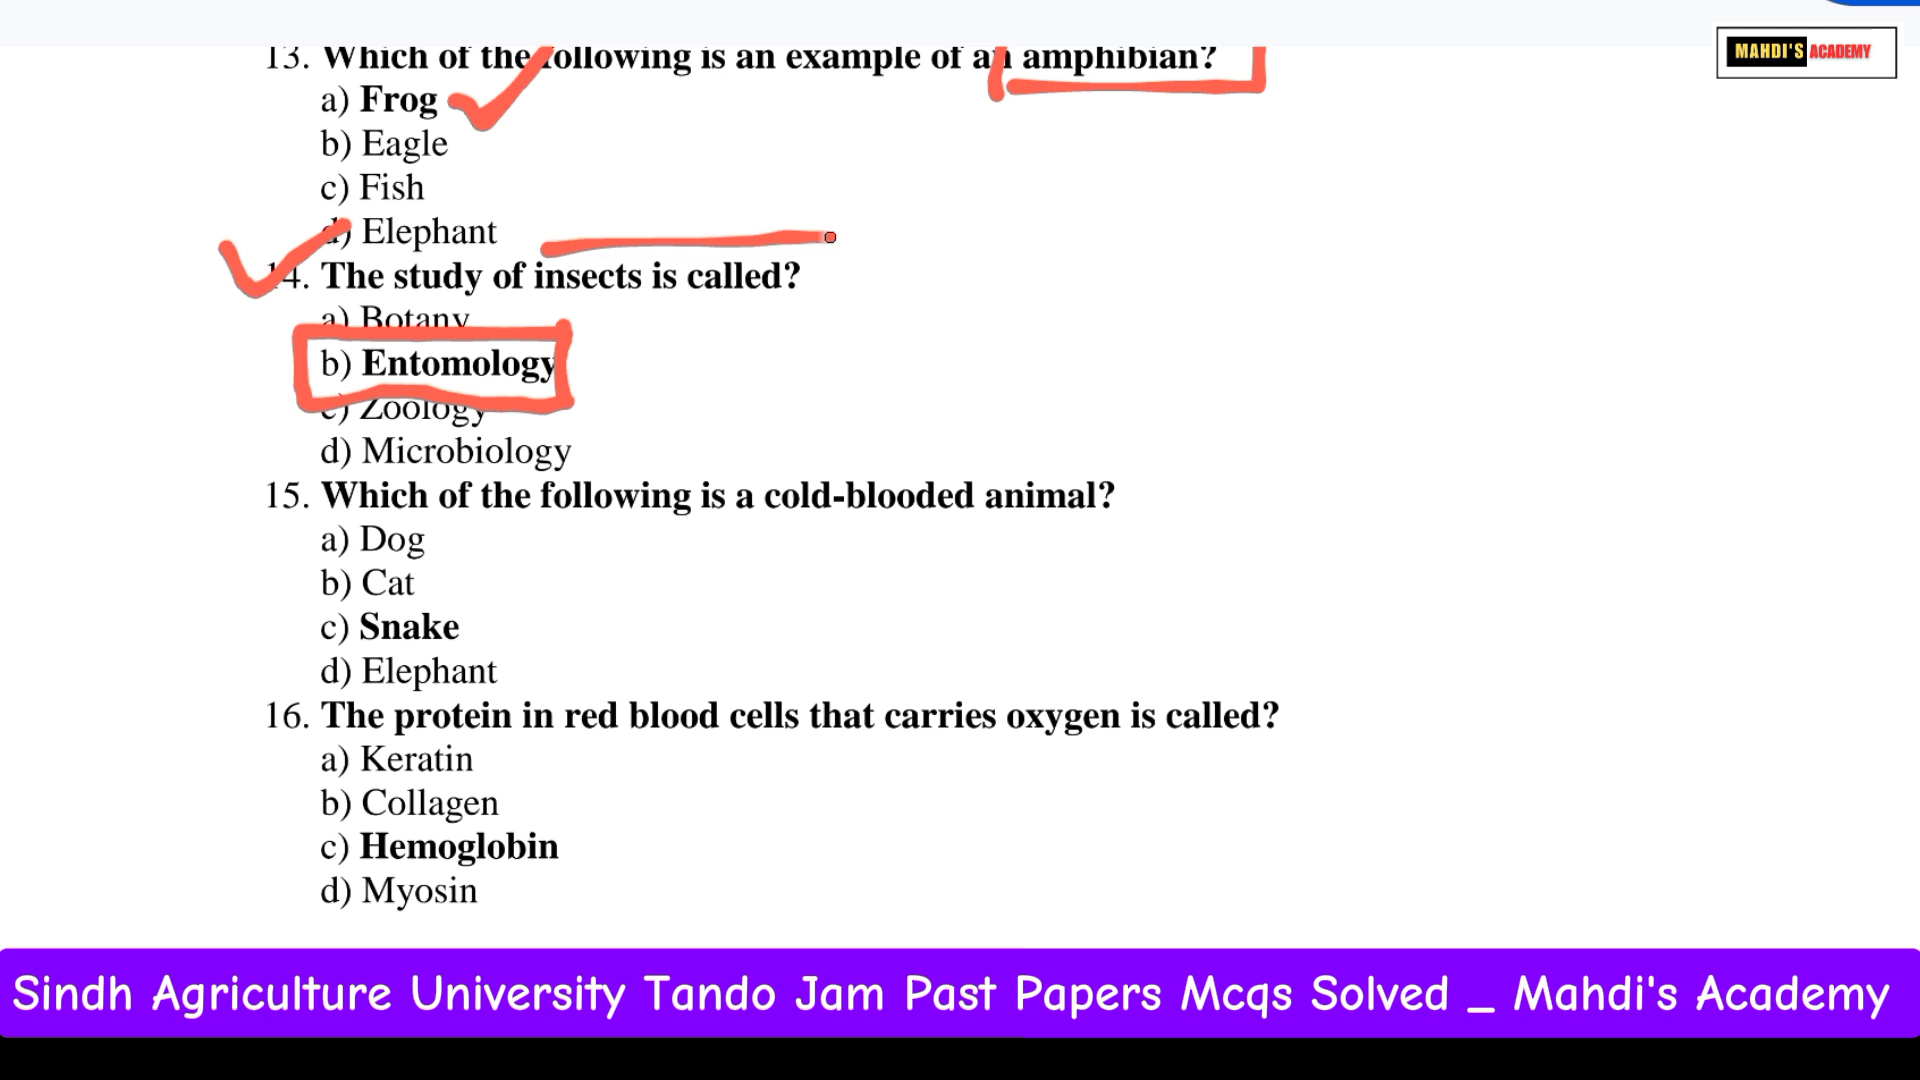 MAHDI'S ACADEMY
13. Which of the following is an example of an amphibian?
a) Frog
b) Eagle
c) Fish
d) Elephant
14. The study of insects is called?
a) Botany
b) Entomology
c) Zoology
d) Microbiology
15. Which of the following is a cold-blooded animal?
a) Dog
b) Cat
c) Snake
d) Elephant
16. The protein in red blood cells that carries oxygen is called?
a) Keratin
b) Collagen
c) Hemoglobin
d) Myosin
Sindh Agriculture University Tando Jam Past Papers Mcqs Solved _ Mahdi's Academy